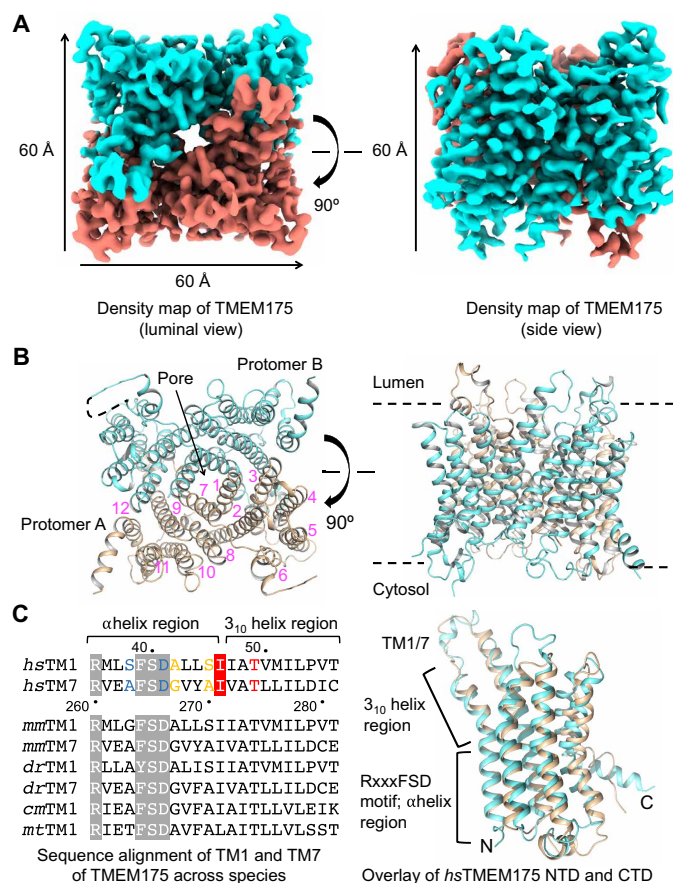 A
60 Å
60 Å
90º
60 Å
Density map of TMEM175
(luminal view)
Density map of TMEM175
(side view)
B
Protomer B
Pore
Lumen
1
3
7
4
12
9
2
90º
Protomer A
5
8
11
10
6
Cytosol
C
αhelix region
3₁₀ helix
region
40
50
hsTM1 RMLSFSDALLSIIATVMILPVT
hsTM7 RVEAFSDGVYAIVATLLILDIC
260
270
280
mmTM1 RMLGFSDALLSIIATVMILPVT
mmTM7 RVEAFSDGVYAIVATLLILDCE
drTM1 RLLAYSDALISIIATVMILPVT
drTM7 RVEAFSDGVFAIVATLLILDCE
cmTM1 RIEAFSDGVFAIAITLLVLEIK
mtTM1 RIETFSDAVFALAITLLVLSST
Sequence alignment of TM1 and TM7
of TMEM175 across species
TM1/7
3₁₀ helix
region
RxxxFSD
motif; αhelix
region
C
N
Overlay of hsTMEM175 NTD and CTD